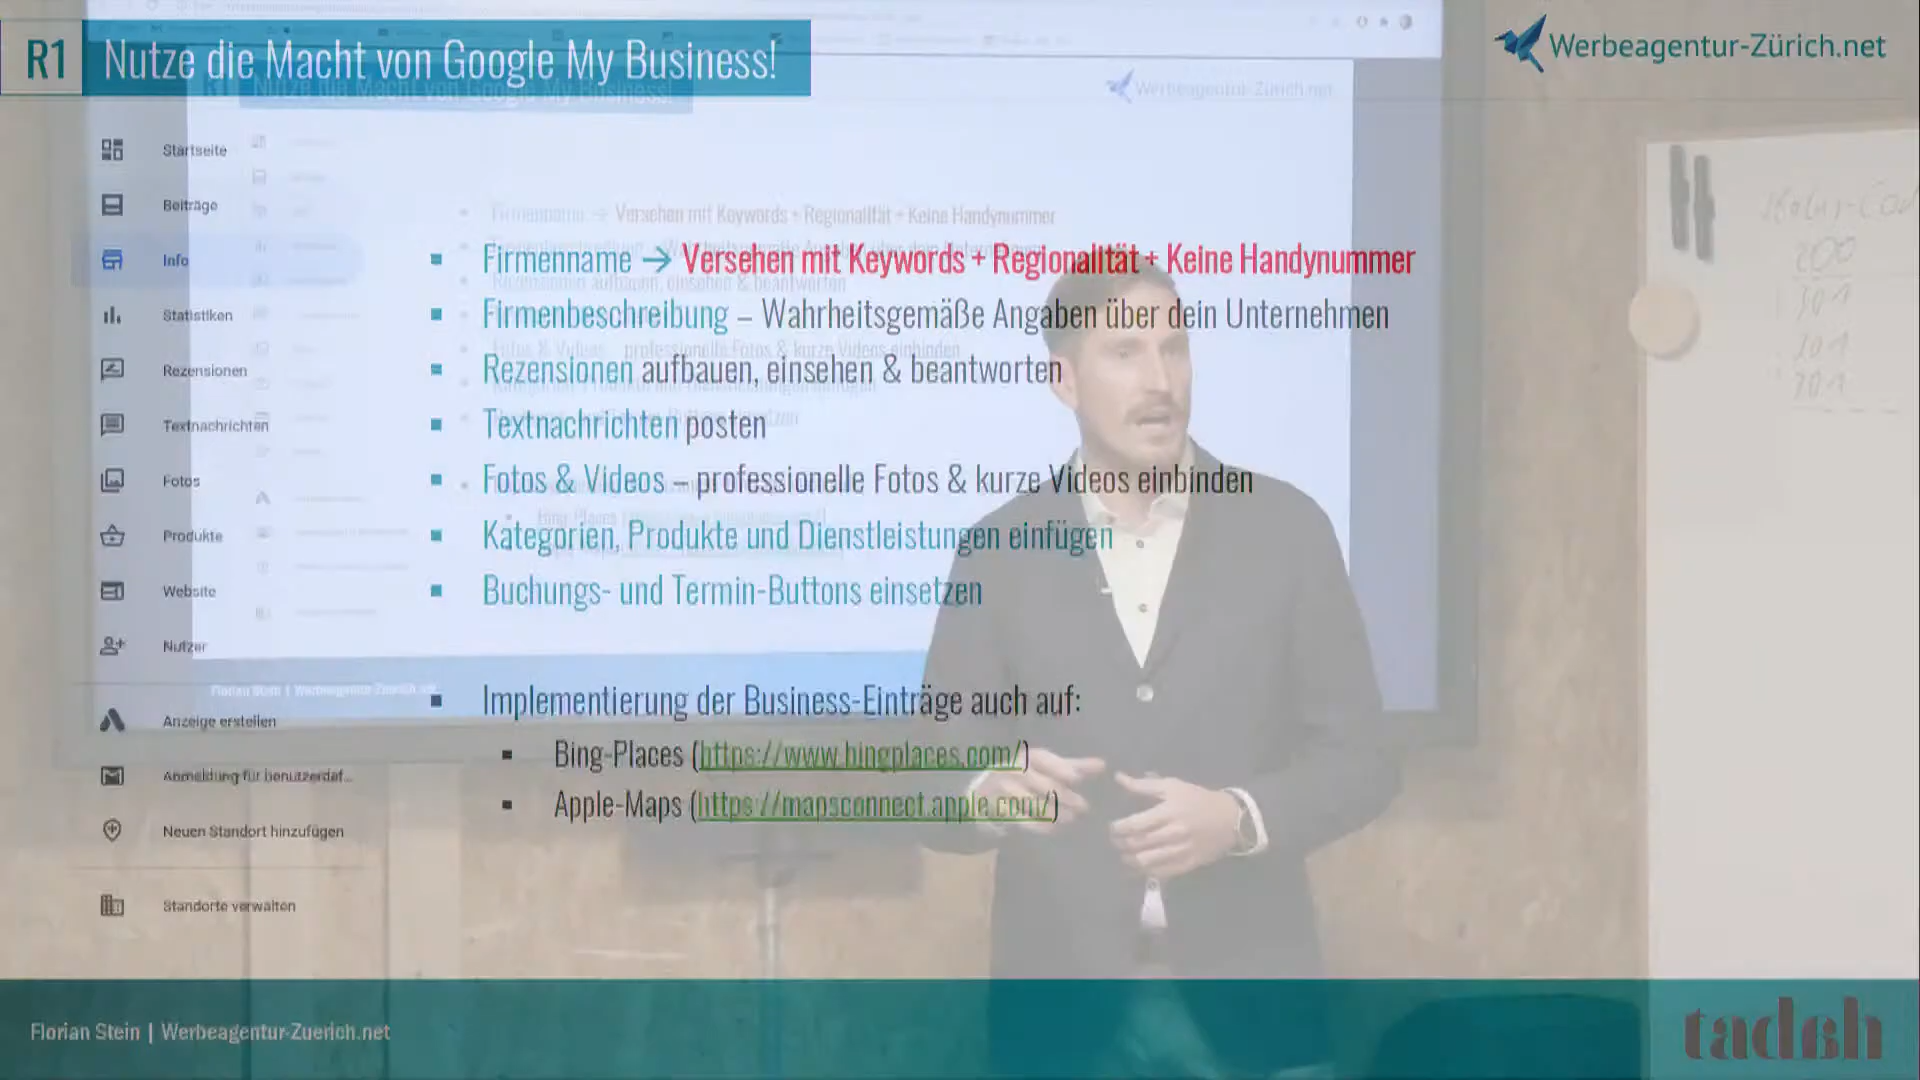 R1 Nutze die Macht von Google My Business!
Werbeagentur-Zürich.net
Startseite
Beiträge
Info
Statistiken
Rezensionen
Textnachrichten
Fotos
Produkte
Website
Nutzer
Anzeige erstellen
Anmeldung für benutzerdef...
Neuen Standort hinzufügen
Standorte verwalten
Firmenname → Versehen mit Keywords + Regionalität + Keine Handynummer
Firmenbeschreibung – Wahrheitsgemäße Angaben über dein Unternehmen
Rezensionen aufbauen, einsehen & beantworten
Textnachrichten posten
Fotos & Videos – professionelle Fotos & kurze Videos einbinden
Kategorien, Produkte und Dienstleistungen einfügen
Buchungs- und Termin-Buttons einsetzen
Implementierung der Business-Einträge auch auf:
Bing-Places (https://www.bingplaces.com/)
Apple-Maps (https://mapsconnect.apple.com/)
Florian Stein | Werbeagentur-Zuerich.net